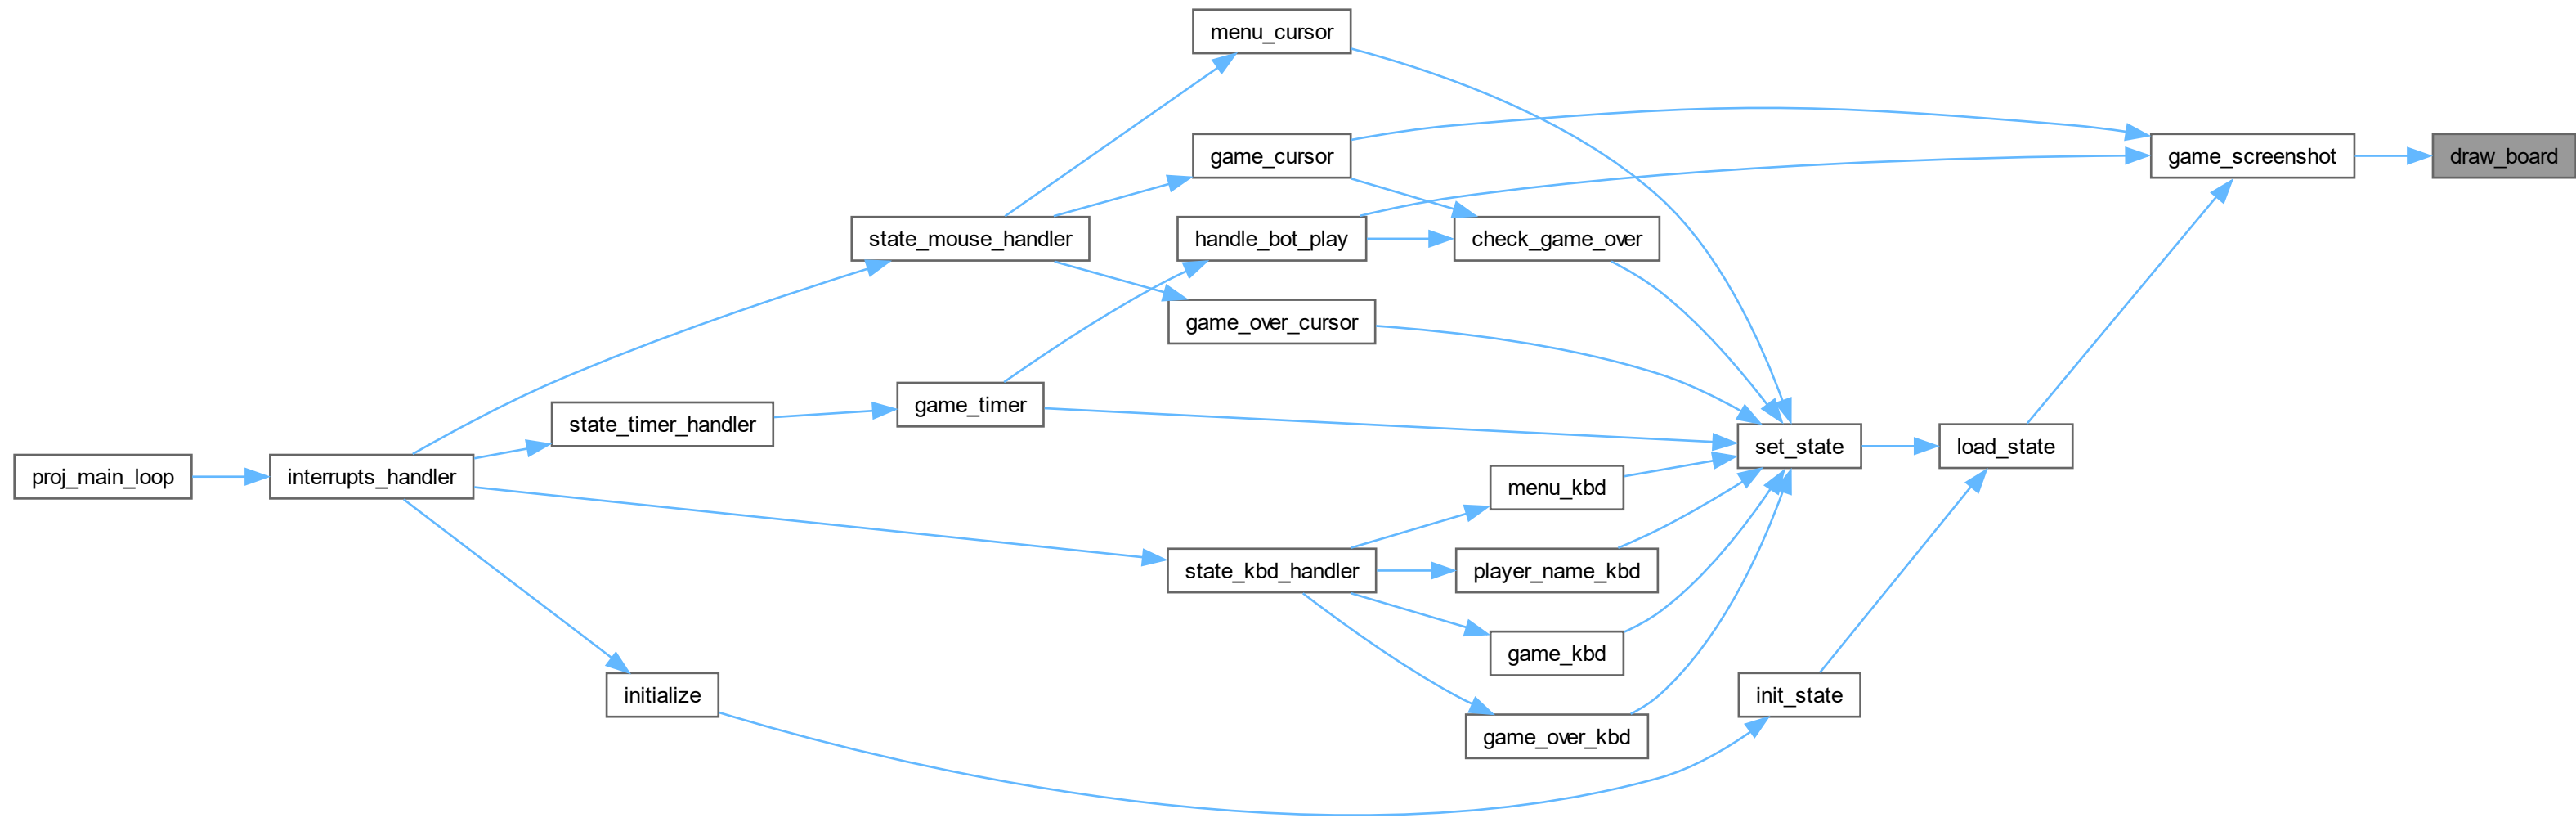 menu_cursor
game_cursor
game_screenshot
draw_board
state_mouse_handler
handle_bot_play
check_game_over
game_over_cursor
game_timer
state_timer_handler
set_state
load_state
proj_main_loop
interrupts_handler
menu_kbd
state_kbd_handler
player_name_kbd
game_kbd
initialize
init_state
game_over_kbd